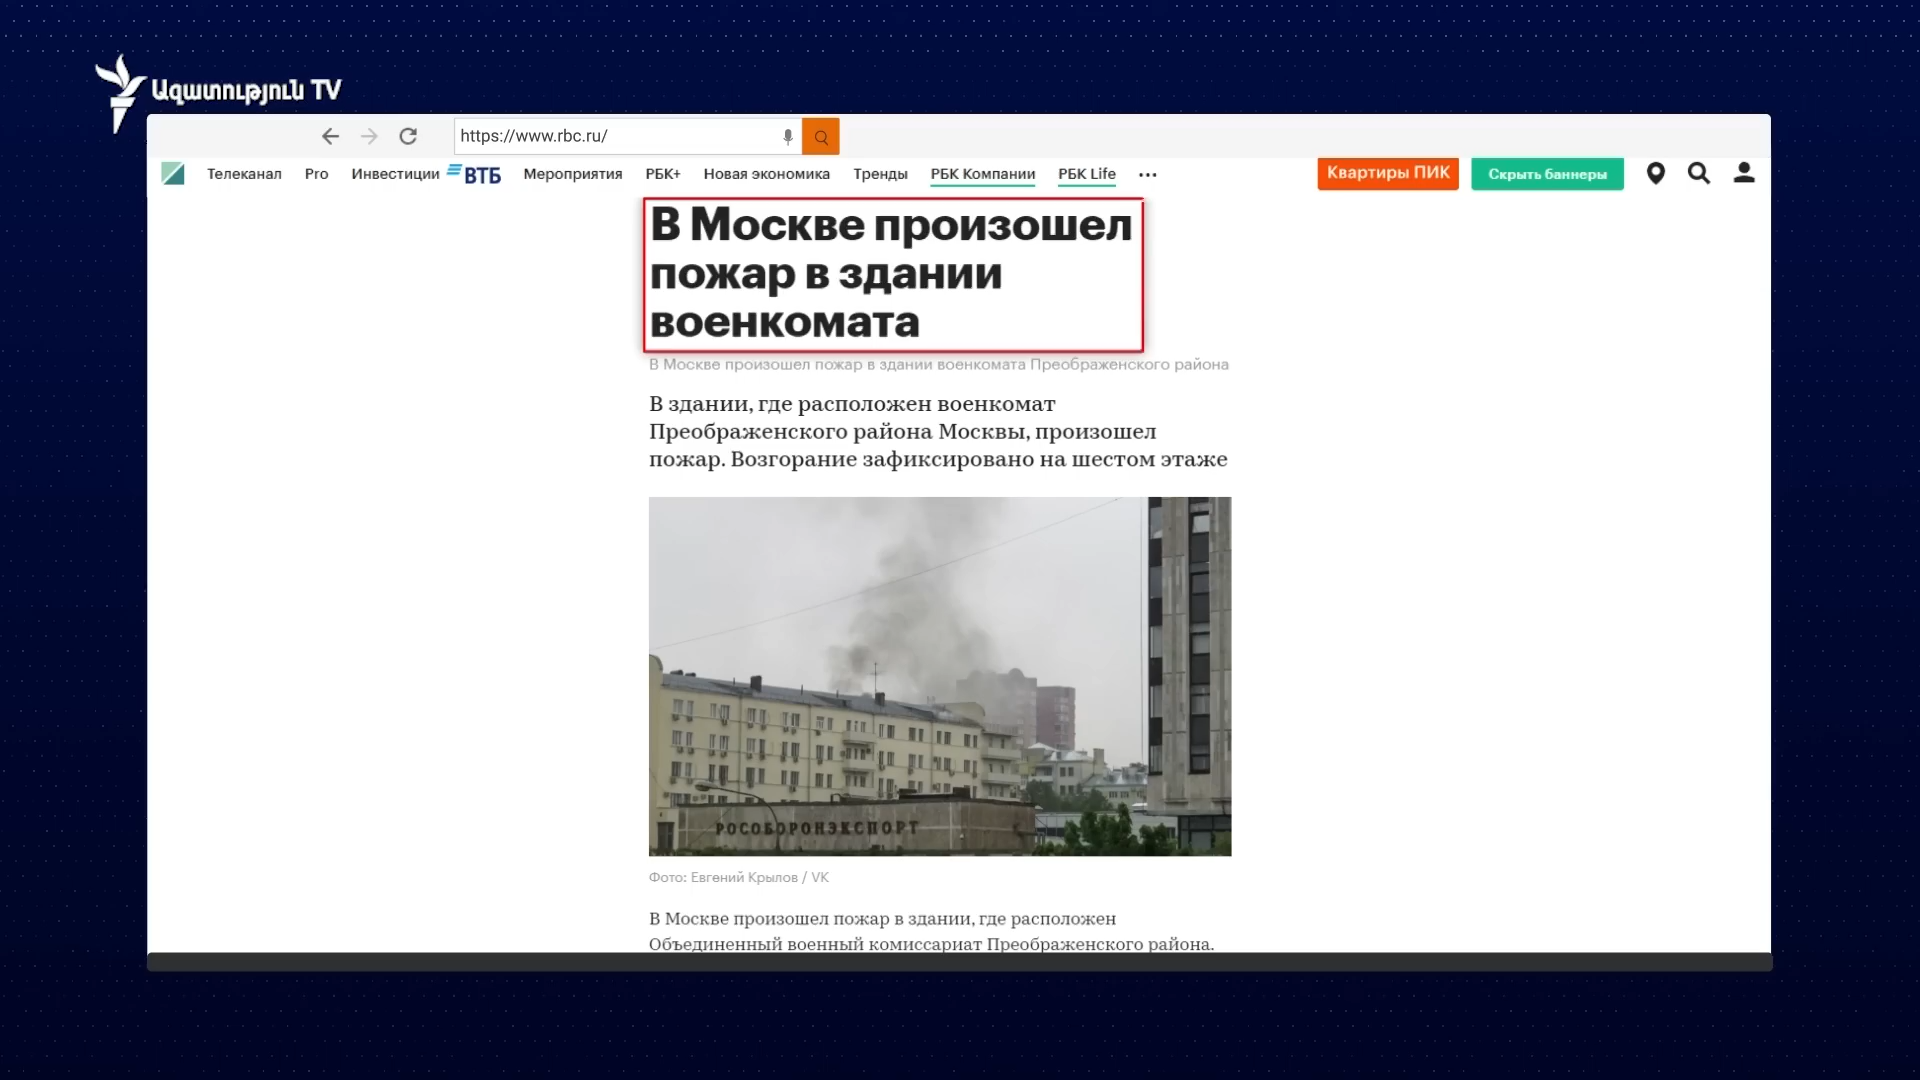 Ազատություն TV
https://www.rbc.ru/
Телеканал Pro Инвестиции ВТБ Мероприятия РБК+ Новая экономика Тренды РБК Компании РБК Life ... Квартиры ПИК Скрыть баннеры
В Москве произошел
пожар в здании
военкомата
В Москве произошел пожар в здании военкомата Преображенского района
В здании, где расположен военкомат
Преображенского района Москвы, произошел
пожар. Возгорание зафиксировано на шестом этаже
РОСОБОРОНЭКСПОРТ
Фото: Евгений Крылов / VK
В Москве произошел пожар в здании, где расположен
Объединенный военный комиссариат Преображенского района.